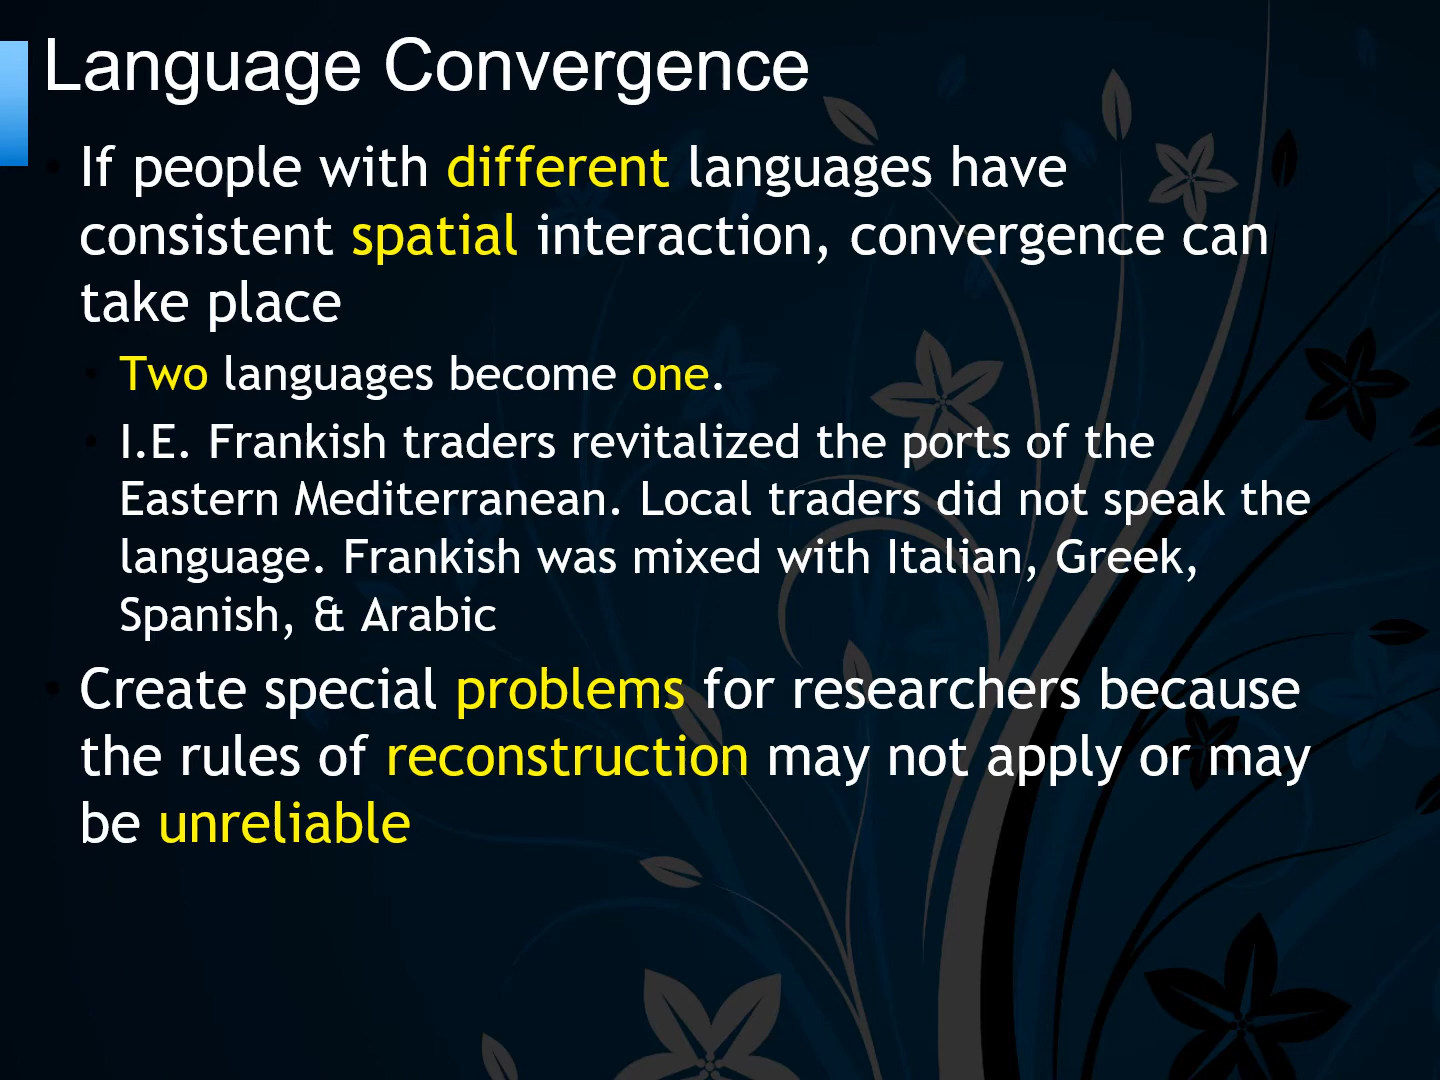 Language Convergence
• If people with different languages have
consistent spatial interaction, convergence can
take place
• Two languages become one.
• I.E. Frankish traders revitalized the ports of the
Eastern Mediterranean. Local traders did not speak the
language. Frankish was mixed with Italian, Greek,
Spanish, & Arabic
• Create special problems for researchers because
the rules of reconstruction may not apply or may
be unreliable